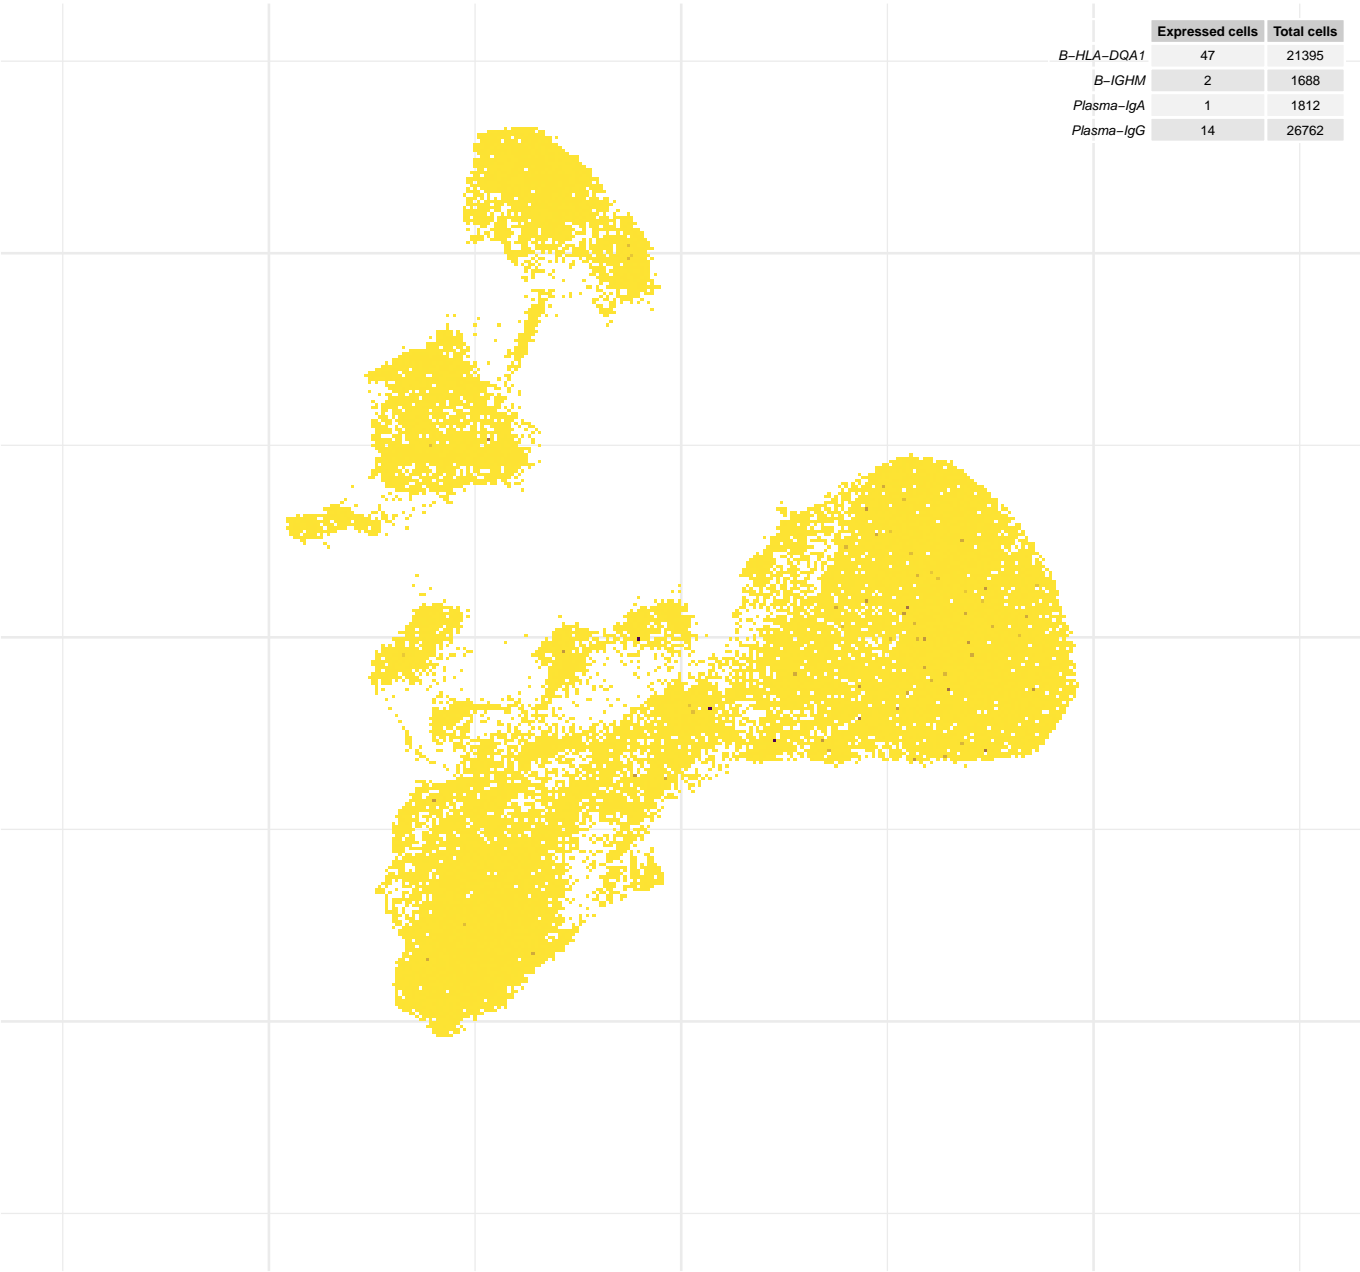 Expressed cells Total cells
B−HLA−DQA1 47 21395
B−IGHM 2 1688
Plasma−IgA 1 1812
Plasma−IgG 14 26762